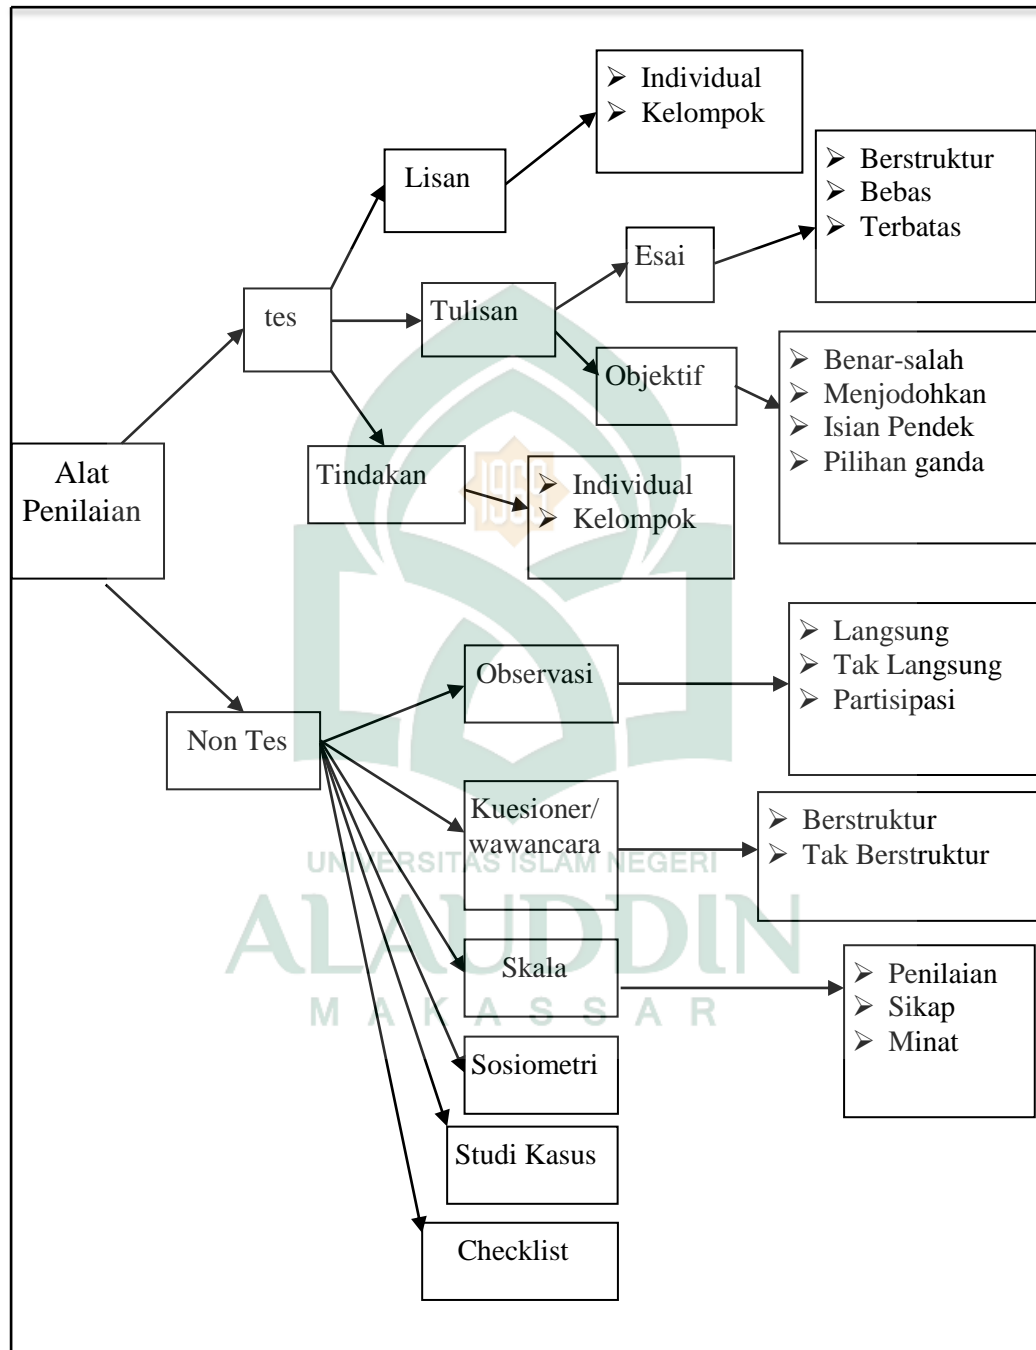 ➢ Individual
➢ Kelompok
Lisan
➢ Berstruktur
➢ Bebas
➢ Terbatas
Esai
tes
Tulisan
Objektif
➢ Benar-salah
➢ Menjodohkan
➢ Isian Pendek
➢ Pilihan ganda
Alat
Penilaian
Tindakan
➢ Individual
➢ Kelompok
1965
Observasi
➢ Langsung
➢ Tak Langsung
➢ Partisipasi
Non Tes
Kuesioner/
wawancara
➢ Berstruktur
➢ Tak Berstruktur
UNIVERSITAS ISLAM NEGERI
ALAUDDIN
MAKASSAR
Skala
➢ Penilaian
➢ Sikap
➢ Minat
Sosiometri
Studi Kasus
Checklist